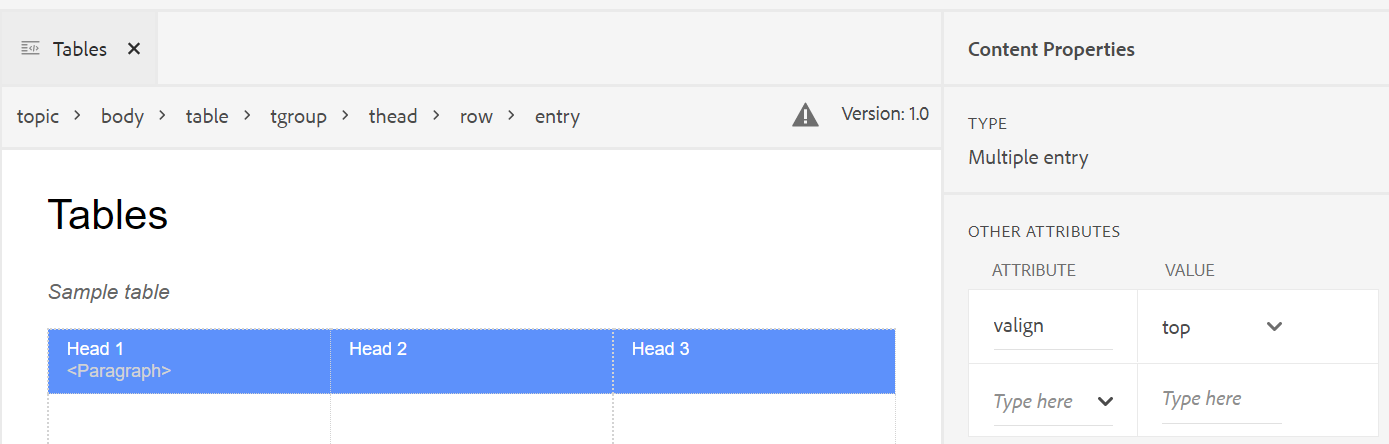 Tables
Content Properties
topic > body > table > tgroup > thead > row > entry
Version: 1.0
TYPE
Multiple entry
Tables
OTHER ATTRIBUTES
ATTRIBUTE VALUE
Sample table
valign top
Head 1 Head 2 Head 3
<Paragraph>
Type here Type here